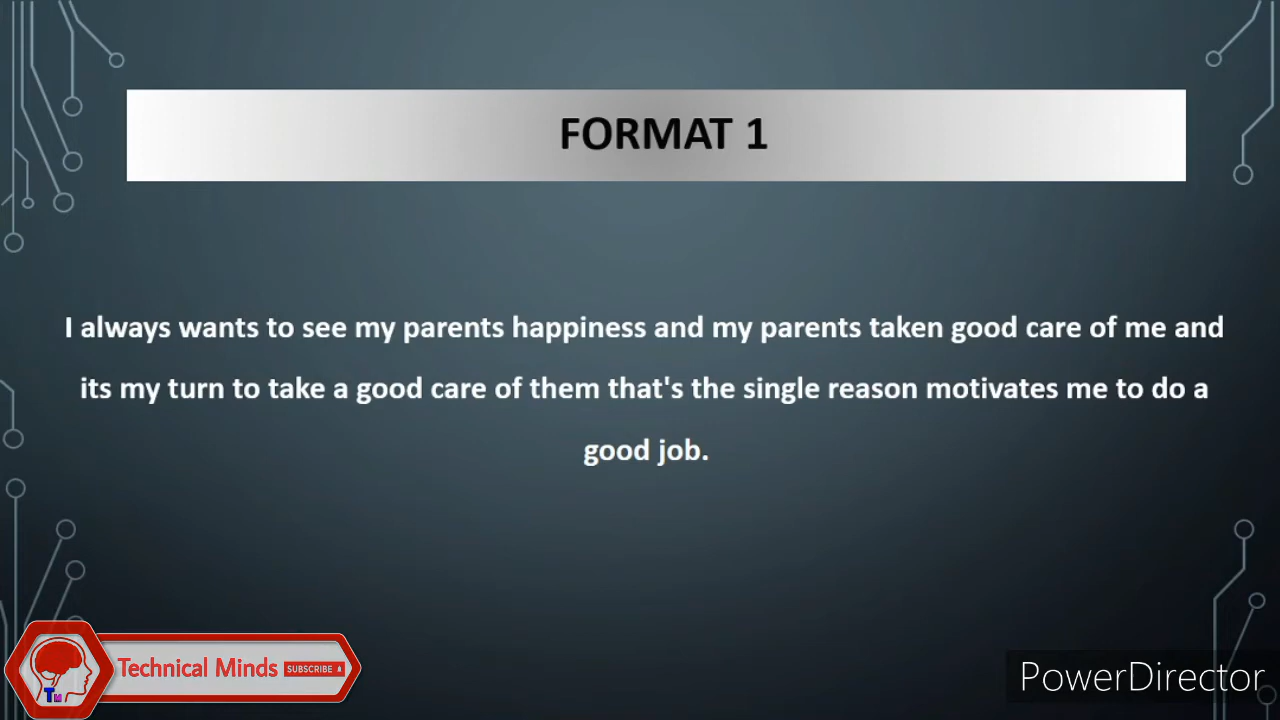 FORMAT 1
I always wants to see my parents happiness and my parents taken good care of me and
its my turn to take a good care of them that's the single reason motivates me to do a
good job.
Technical Minds SUBSCRIBE
TM
PowerDirector